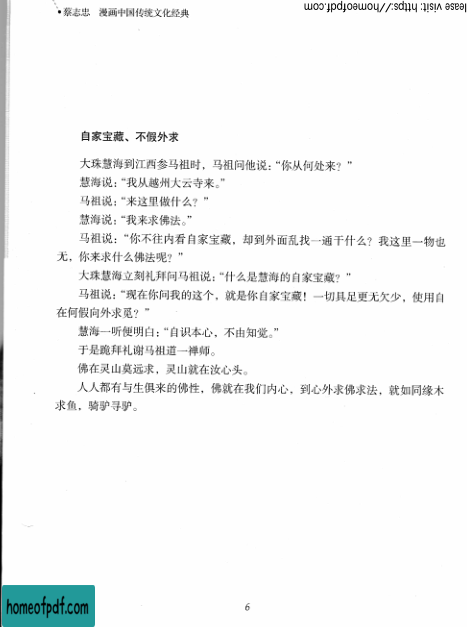 •蔡志忠 漫画中国传统文化经典
lease visit: https://homeofpdf.com
自家宝藏、不假外求
大珠慧海到江西参马祖时，马祖问他说：“你从何处来？”
慧海说：“我从越州大云寺来。”
马祖说：“来这里做什么？”
慧海说：“我来求佛法。”
马祖说：“你不往内看自家宝藏，却到外面乱找一通干什么？我这里一物也
无，你来求什么佛法呢？”
大珠慧海立刻礼拜问马祖说：“什么是慧海的自家宝藏？”
马祖说：“现在你问我的这个，就是你自家宝藏！一切具足更无欠少，使用自
在何假向外求觅？”
慧海一听便明白：“自识本心，不由知觉。”
于是跪拜礼谢马祖道一禅师。
佛在灵山莫远求，灵山就在汝心头。
人人都有与生俱来的佛性，佛就在我们内心，到心外求佛求法，就如同缘木
求鱼，骑驴寻驴。
6
homeofpdf.com